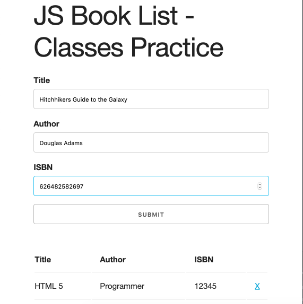 JS Book List -
Classes Practice
Title
Hitchhikers Guide to the Galaxy
Author
Douglas Adams
ISBN
626482582697
SUBMIT
Title Author ISBN
HTML 5 Programmer 12345 X